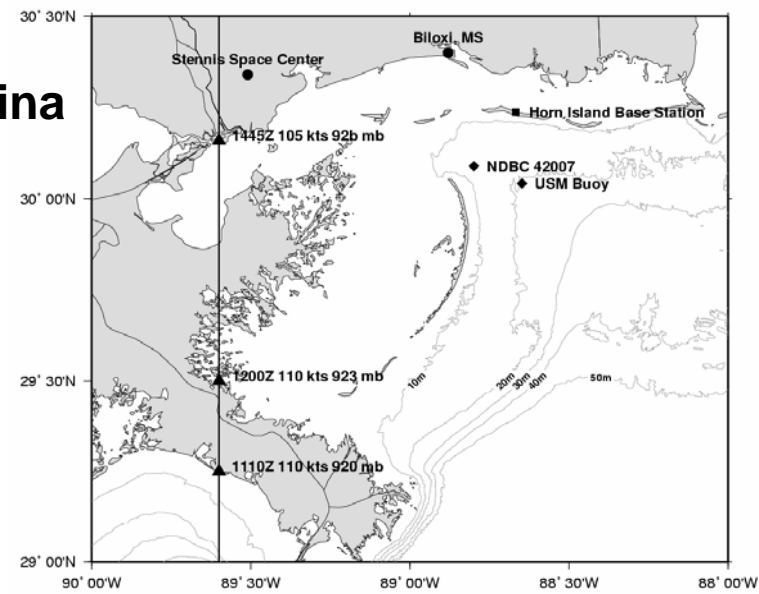 ina
30˚ 30'N
30˚ 00'N
29˚ 30'N
29˚ 00'N
Biloxi, MS
Stennis Space Center
Horn Island Base Station
1445Z 105 kts 92b mb
NDBC 42007
USM Buoy
1200Z 110 kts 923 mb
10m
20m
30m
40m
50m
1110Z 110 kts 920 mb
90˚ 00'W
89˚ 30'W
89˚ 00'W
88˚ 30'W
88˚ 00'W